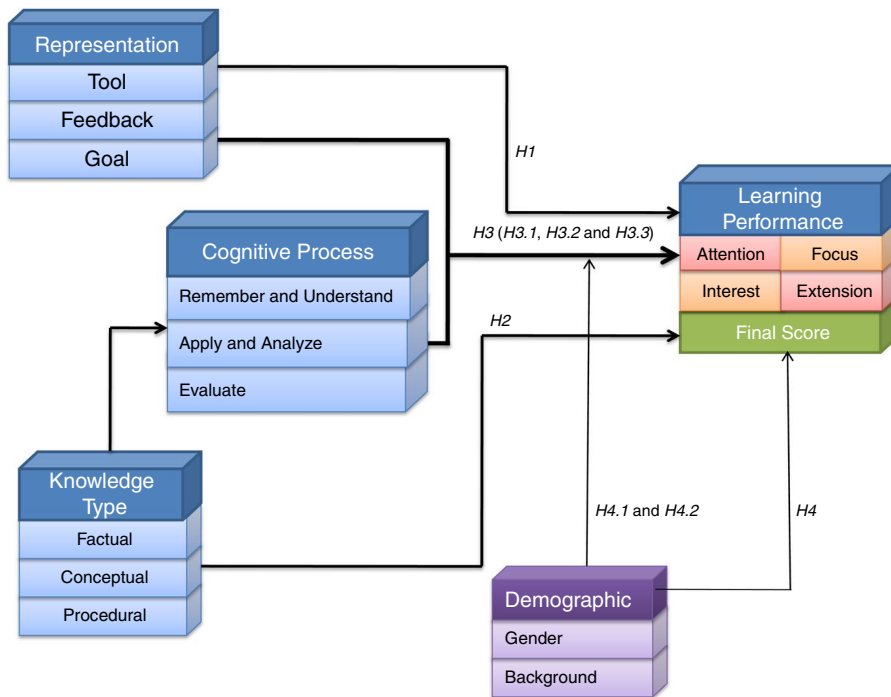 Representation
Tool
Feedback
Goal
H1
Learning
Performance
Attention
Focus
Interest
Extension
Final Score
H3 (H3.1, H3.2 and H3.3)
Cognitive Process
Remember and Understand
Apply and Analyze
Evaluate
H2
Knowledge
Type
Factual
Conceptual
Procedural
H4.1 and H4.2
H4
Demographic
Gender
Background